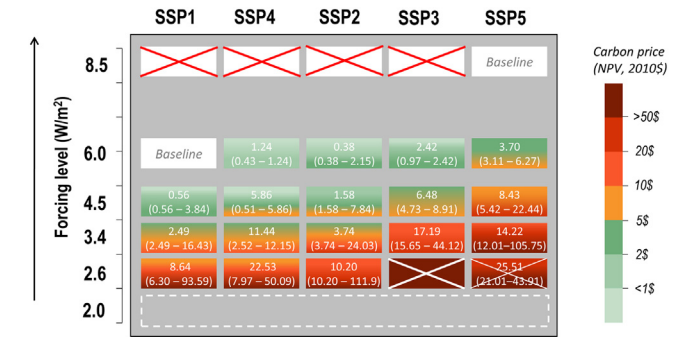 SSP1 SSP4 SSP2 SSP3 SSP5
Carbon price
(NPV, 2010$)
Forcing level (W/m²)
8.5 Baseline
>50$
20$
10$
5$
2$
<1$
6.0 Baseline 1.24 0.38 2.42 3.70
(0.43 – 1.24) (0.38 – 2.15) (0.97 – 2.42) (3.11 – 6.27)
4.5 0.56 5.86 1.58 6.48 8.43
(0.56 – 3.84) (0.51 – 5.86) (1.58 – 7.84) (4.73 – 8.91) (5.42 – 22.44)
3.4 2.49 11.44 3.74 17.19 14.22
(2.49 – 16.43) (2.52 – 12.15) (3.74 – 24.03) (15.65 – 44.12) (12.01–105.75)
2.6 8.64 22.53 10.20 25.51
(6.30 – 93.59) (7.97 – 50.09) (10.20 – 111.9) (21.01–43.91)
2.0